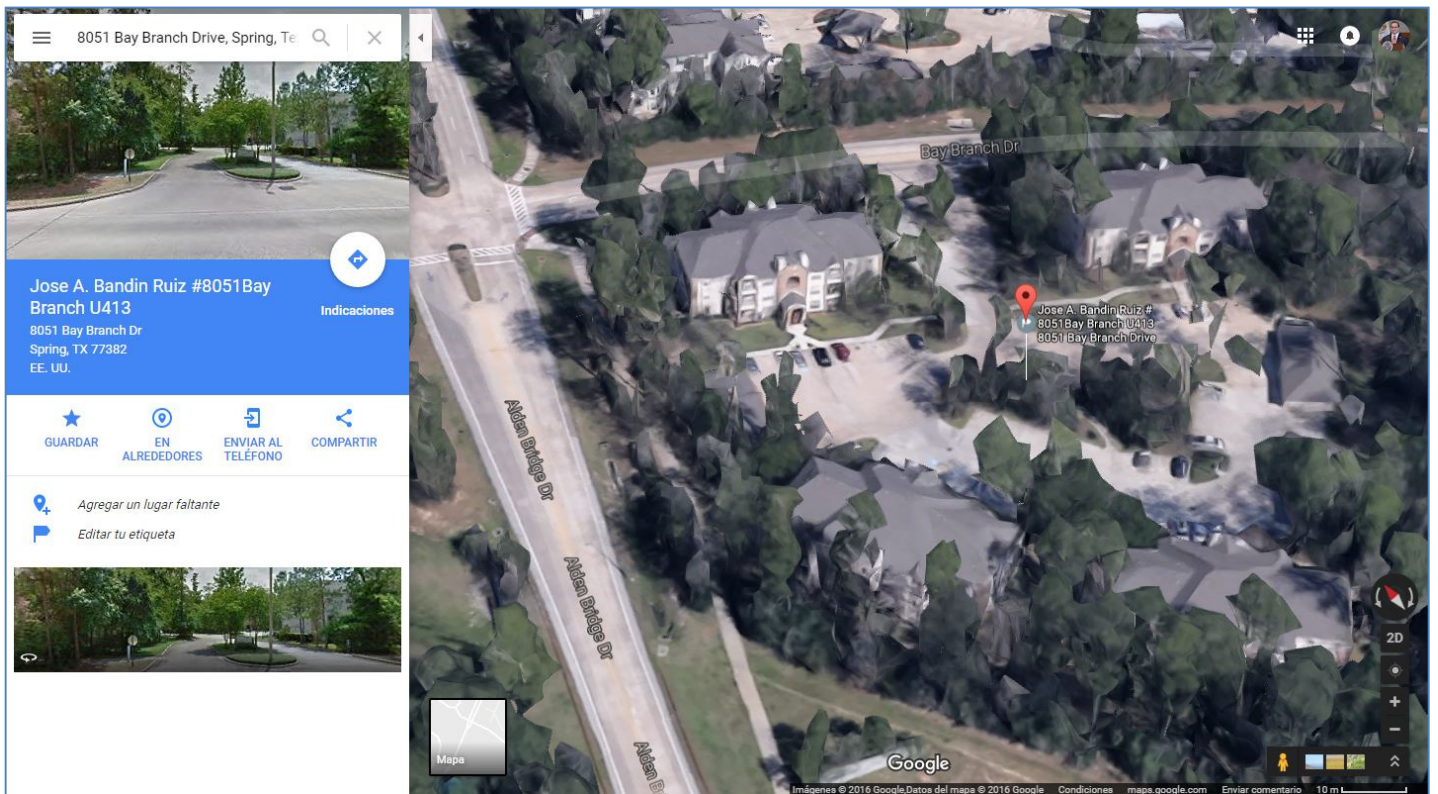 8051 Bay Branch Drive, Spring, Te
Jose A. Bandin Ruiz #8051Bay
Branch U413
8051 Bay Branch Dr
Spring, TX 77382
EE. UU.
Indicaciones
GUARDAR
EN
ALREDEDORES
ENVIAR AL
TELÉFONO
COMPARTIR
Agregar un lugar faltante
Editar tu etiqueta
Bay Branch Dr
Jose A. Bandin Ruiz #
8051Bay Branch U413
8051 Bay Branch Drive
Alden Bridge Dr
Alden Bridge Dr
Alden B
2D
Mapa
Google
Imágenes © 2016 Google,Datos del mapa © 2016 Google Condiciones maps.google.com Enviar comentario 10 m